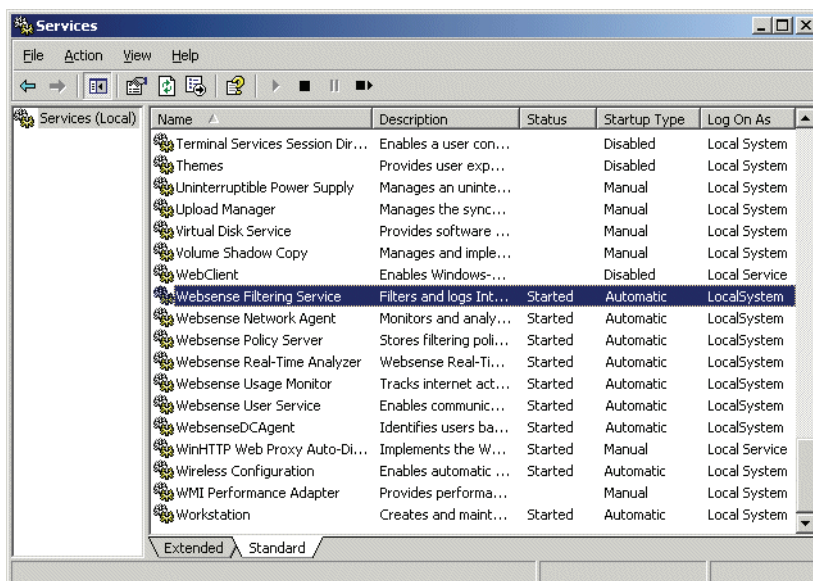 Services
File Action View Help
Services (Local)
Name Description Status Startup Type Log On As
Terminal Services Session Dir... Enables a user con... Disabled Local System
Themes Provides user exp... Disabled Local System
Uninterruptible Power Supply Manages an uninte... Manual Local System
Upload Manager Manages the sync... Manual Local System
Virtual Disk Service Provides software ... Manual Local System
Volume Shadow Copy Manages and imple... Manual Local System
WebClient Enables Windows-... Disabled Local Service
Websense Filtering Service Filters and logs Int... Started Automatic LocalSystem
Websense Network Agent Monitors and analy... Started Automatic LocalSystem
Websense Policy Server Stores filtering poli... Started Automatic LocalSystem
Websense Real-Time Analyzer Websense Real-Ti... Started Automatic LocalSystem
Websense Usage Monitor Tracks internet act... Started Automatic LocalSystem
Websense User Service Enables communic... Started Automatic LocalSystem
WebsenseDCAgent Identifies users ba... Started Automatic LocalSystem
WinHTTP Web Proxy Auto-Di... Implements the W... Started Manual Local Service
Wireless Configuration Enables automatic ... Started Automatic Local System
WMI Performance Adapter Provides performa... Manual Local System
Workstation Creates and maint... Started Automatic Local System
Extended Standard